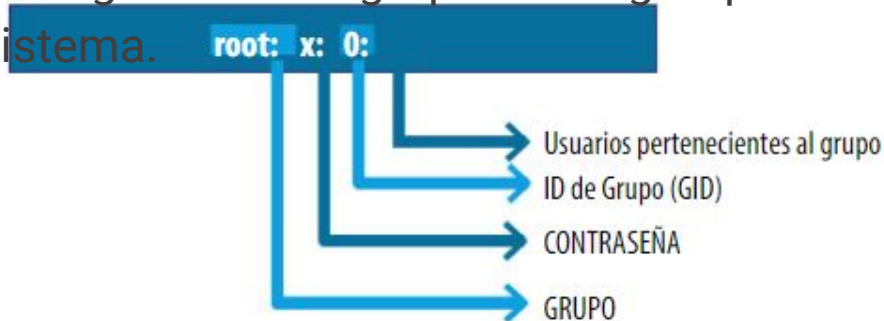 istema.
root: x: 0:
Usuarios pertenecientes al grupo
ID de Grupo (GID)
CONTRASEÑA
GRUPO